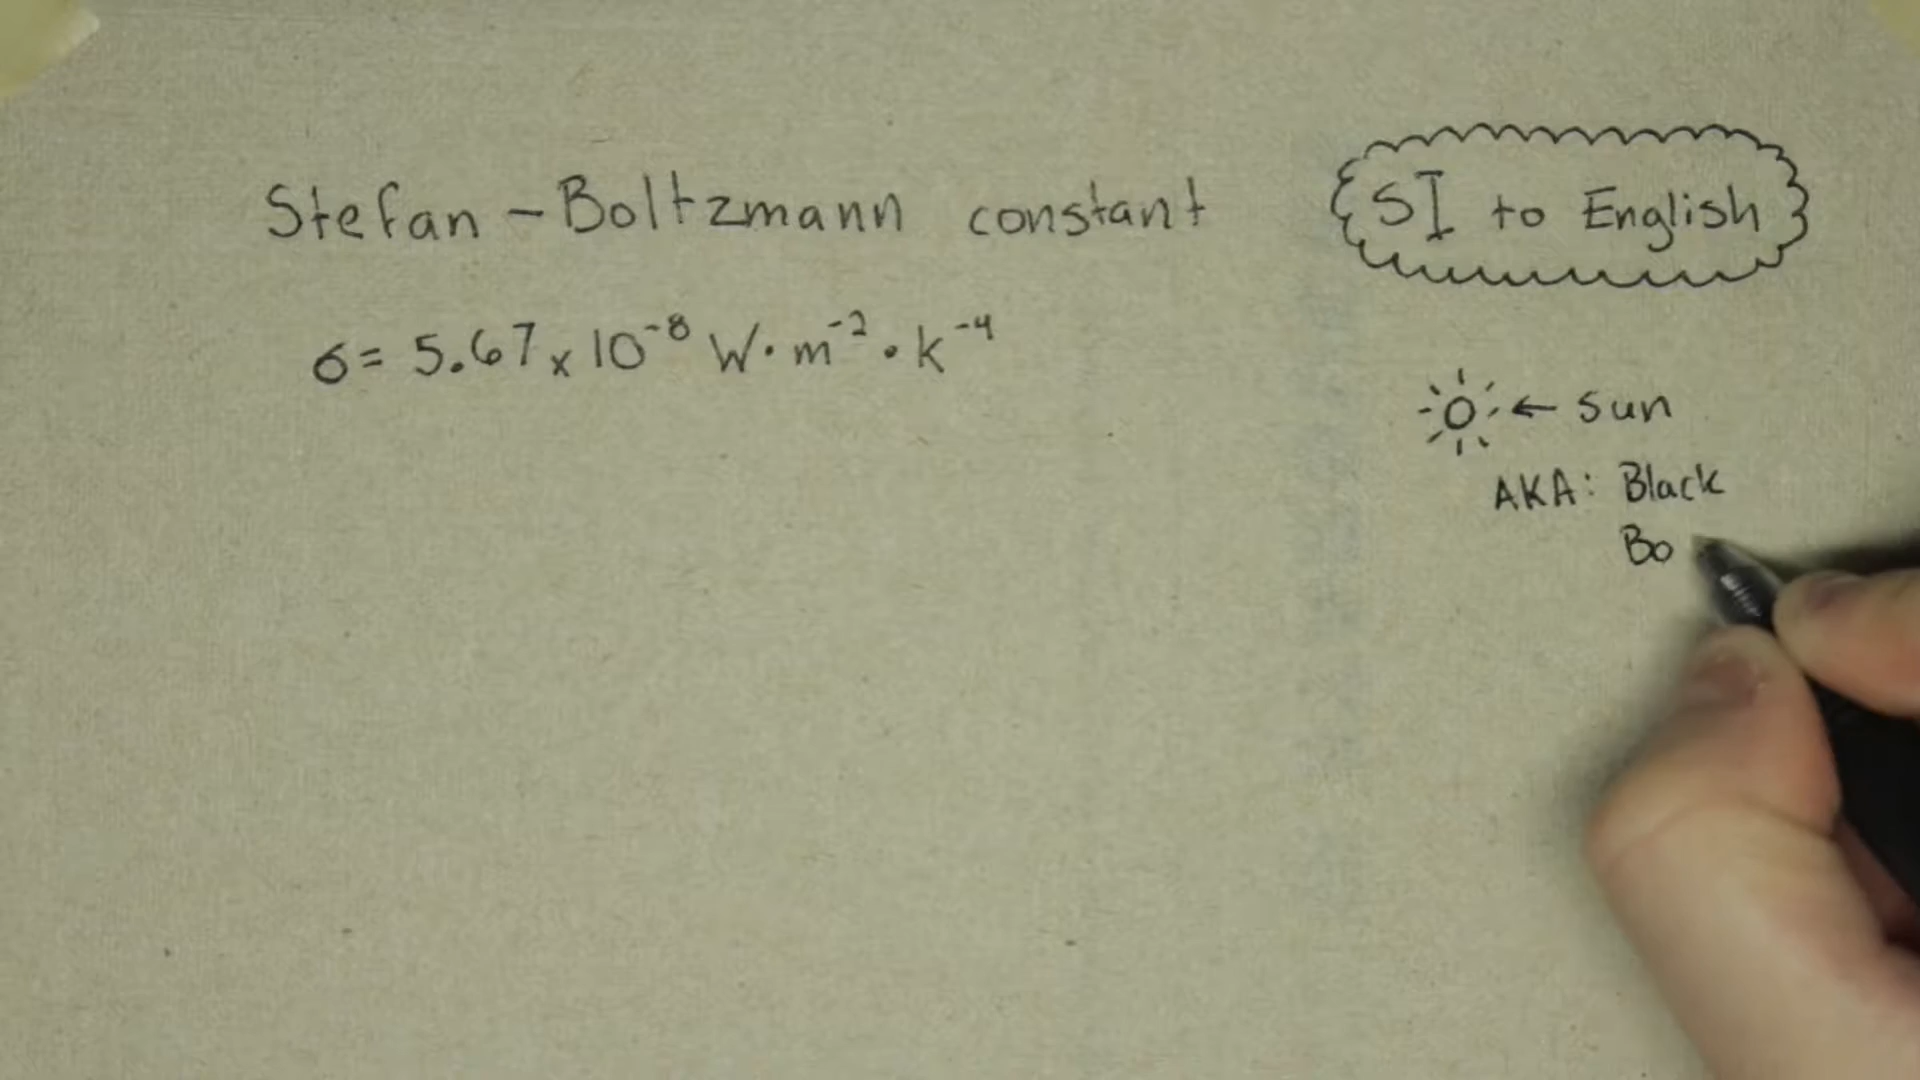 Stefan-Boltzmann constant
σ = 5.67 x 10⁻⁸ W·m⁻²·k⁻⁴
SI to English
← sun
AKA: Black
Bo